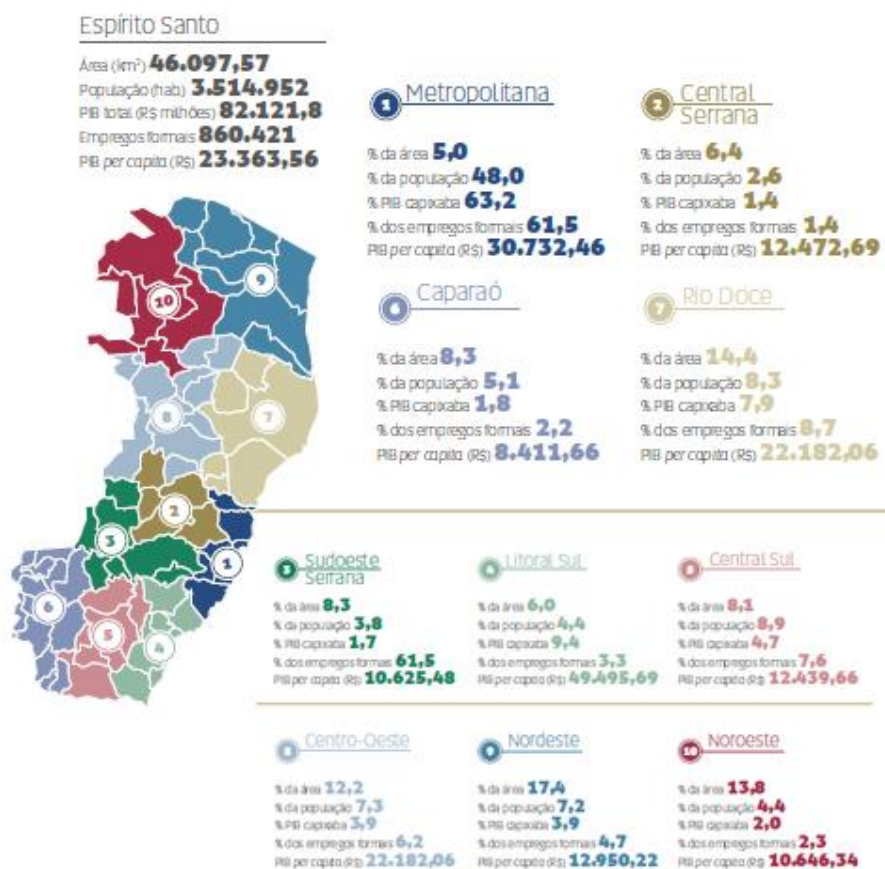 Espírito Santo
Área (km²) 46.097,57
População (hab.) 3.514.952
PIB total (R$ milhões) 82.121,8
Empregos formais 860.421
PIB per capita (R$) 23.363,56
1 Metropolitana
% da área 5,0
% da população 48,0
% PIB capixaba 63,2
% dos empregos formais 61,5
PIB per capita (R$) 30.732,46
2 Central
Serrana
% da área 6,4
% da população 2,6
% PIB capixaba 1,4
% dos empregos formais 1,4
PIB per capita (R$) 12.472,69
6 Caparaó
% da área 8,3
% da população 5,1
% PIB capixaba 1,8
% dos empregos formais 2,2
PIB per capita (R$) 8.411,66
7 Rio Doce
% da área 14,4
% da população 8,3
% PIB capixaba 7,9
% dos empregos formais 8,7
PIB per capita (R$) 22.182,06
10
9
8
7
2
3
1
6
5
4
3 Sudoeste
Serrana
% da área 8,3
% da população 3,8
% PIB capixaba 1,7
% dos empregos formais 61,5
PIB per capita (R$) 10.625,48
Litoral Sul
% da área 6,0
% da população 4,4
% PIB capixaba 9,4
% dos empregos formais 3,3
PIB per capita (R$) 49.495,69
Central Sul
% da área 8,1
% da população 8,9
% PIB capixaba 4,7
% dos empregos formais 7,6
PIB per capita (R$) 12.439,66
8 Centro-Oeste
% da área 12,2
% da população 7,3
% PIB capixaba 3,9
% dos empregos formais 6,2
PIB per capita (R$) 22.182,06
9 Nordeste
% da área 17,4
% da população 7,2
% PIB capixaba 3,9
% dos empregos formais 4,7
PIB per capita (R$) 12.950,22
10 Noroeste
% da área 13,8
% da população 4,4
% PIB capixaba 2,0
% dos empregos formais 2,3
PIB per capita (R$) 10.646,34